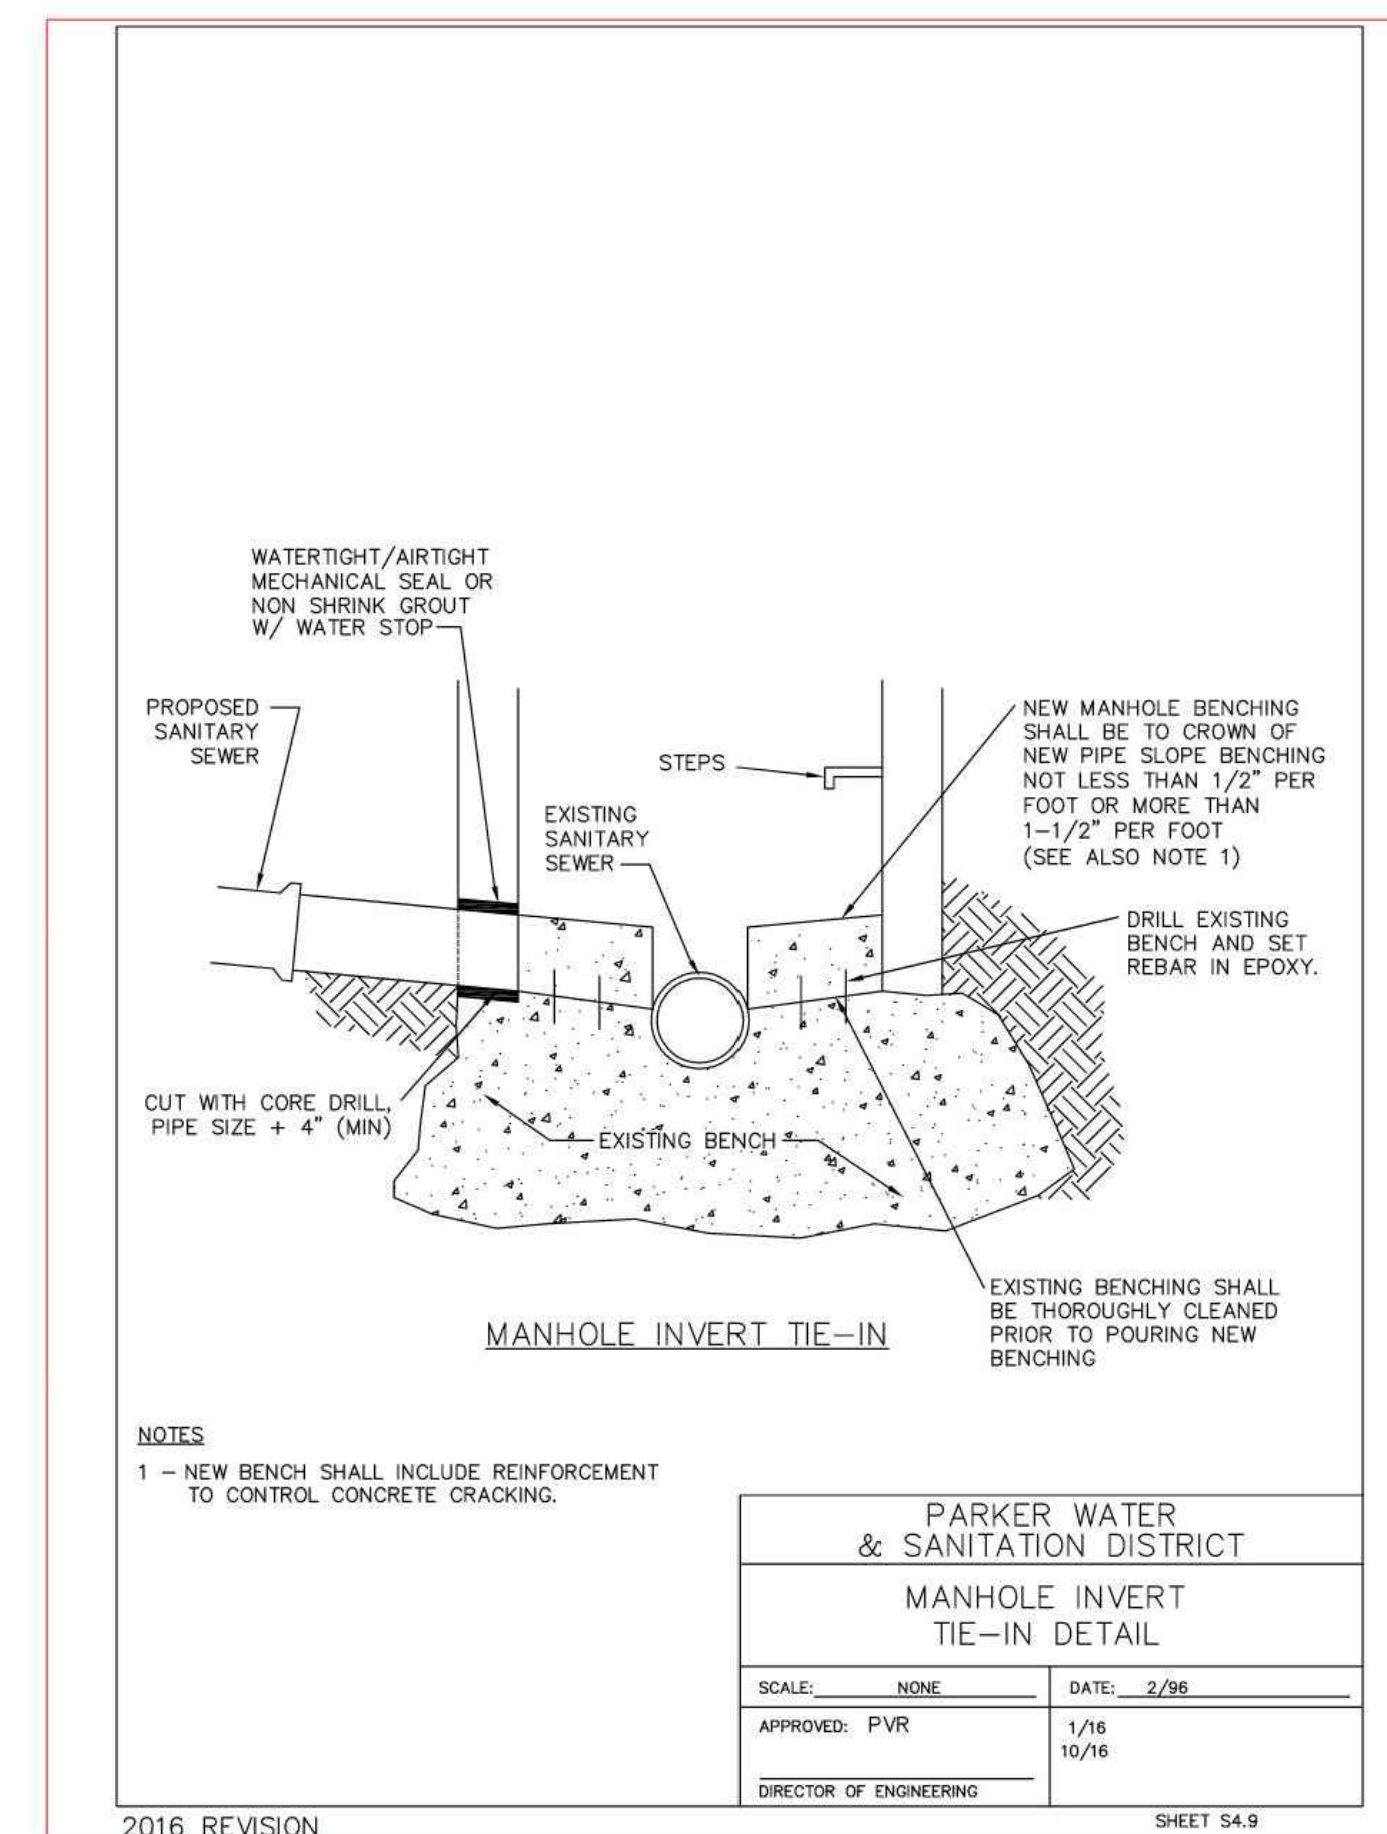 WATERTIGHT/AIRTIGHT
MECHANICAL SEAL OR
NON SHRINK GROUT
W/ WATER STOP
PROPOSED
SANITARY
SEWER
STEPS
EXISTING
SANITARY
SEWER
NEW MANHOLE BENCHING
SHALL BE TO CROWN OF
NEW PIPE SLOPE BENCHING
NOT LESS THAN 1/2" PER
FOOT OR MORE THAN
1-1/2" PER FOOT
(SEE ALSO NOTE 1)
DRILL EXISTING
BENCH AND SET
REBAR IN EPOXY.
CUT WITH CORE DRILL,
PIPE SIZE + 4" (MIN)
EXISTING BENCH
EXISTING BENCHING SHALL
BE THOROUGHLY CLEANED
PRIOR TO POURING NEW
BENCHING
MANHOLE INVERT TIE-IN
NOTES
1 - NEW BENCH SHALL INCLUDE REINFORCEMENT
TO CONTROL CONCRETE CRACKING.
PARKER WATER
& SANITATION DISTRICT
MANHOLE INVERT
TIE-IN DETAIL
SCALE: NONE
DATE: 2/96
APPROVED: PVR
1/16
10/16
DIRECTOR OF ENGINEERING
2016 REVISION
SHEET S4.9